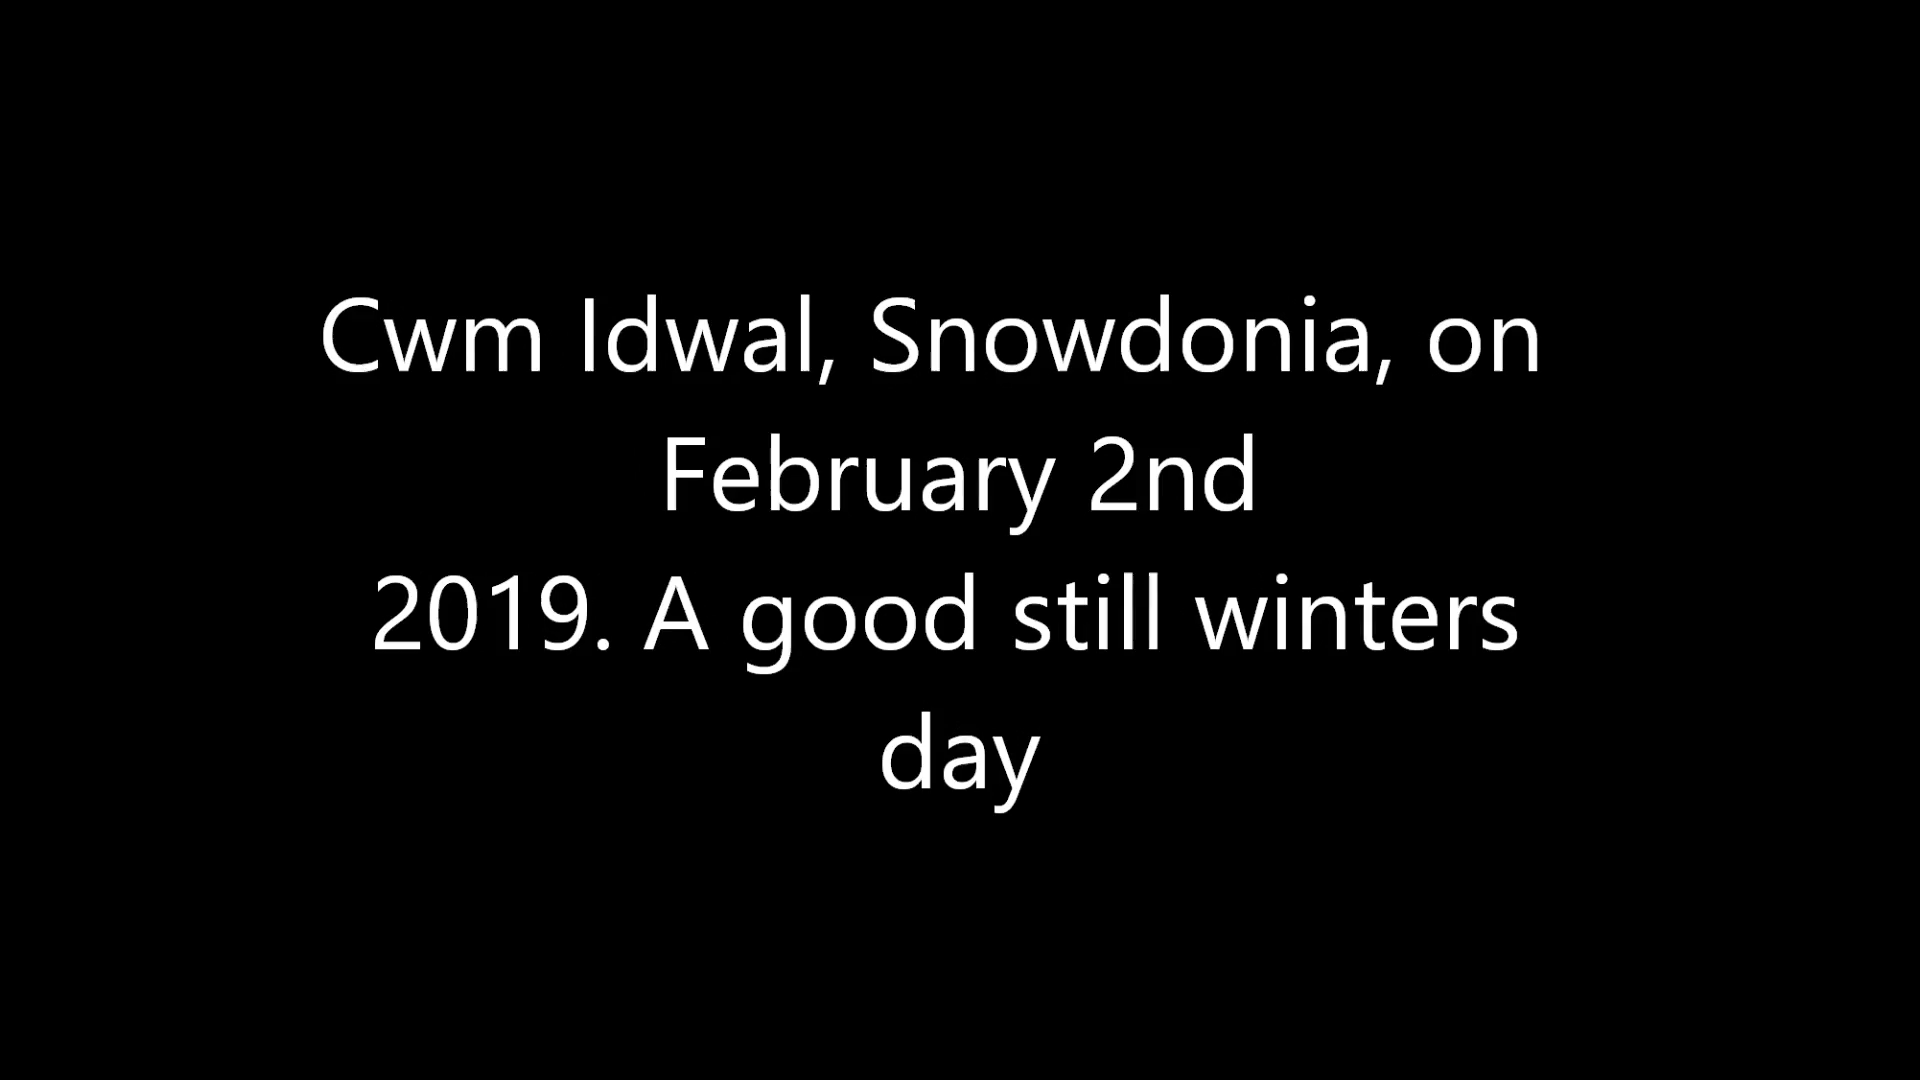 Cwm Idwal, Snowdonia, on
February 2nd
2019. A good still winters
day